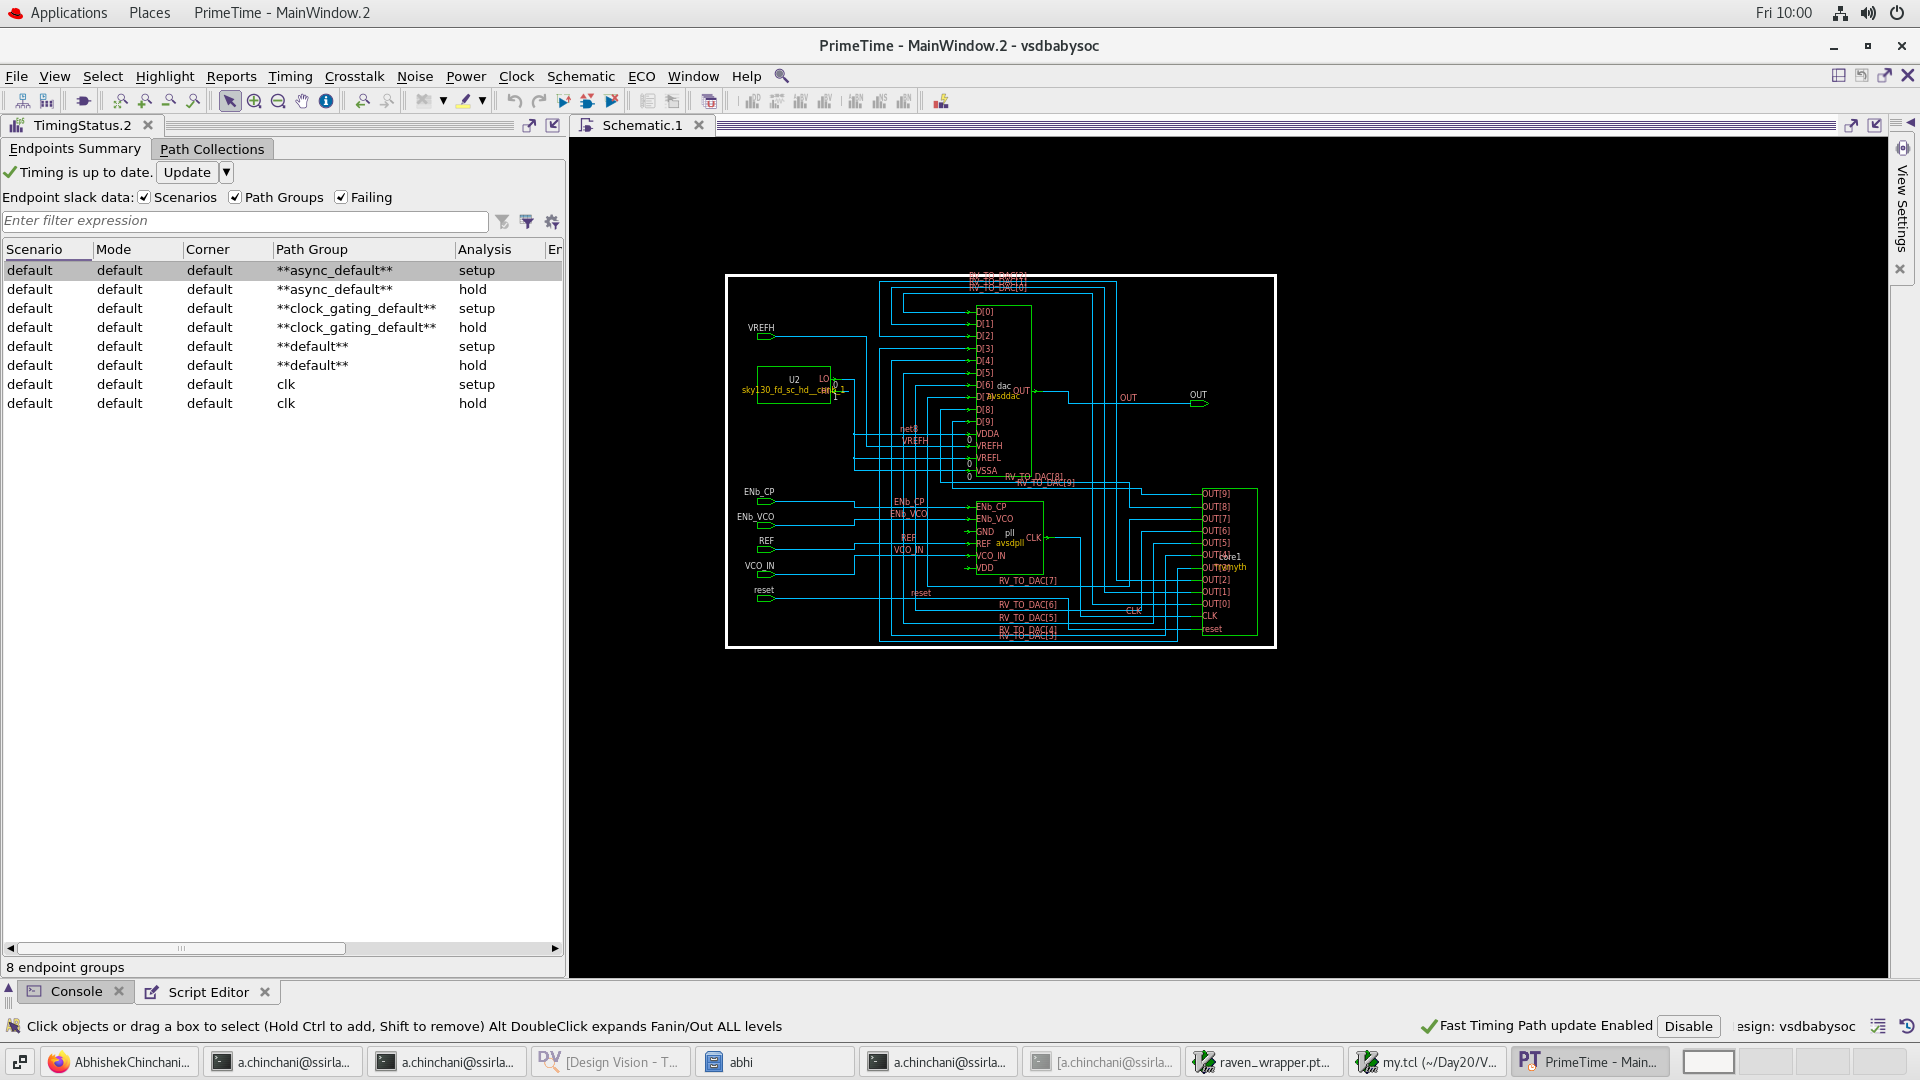 Applications Places PrimeTime - MainWindow.2 Fri 10:00
PrimeTime - MainWindow.2 - vsdbabysoc
File View Select Highlight Reports Timing Crosstalk Noise Power Clock Schematic ECO Window Help
TimingStatus.2
Endpoints Summary Path Collections
Timing is up to date. Update
Endpoint slack data: Scenarios Path Groups Failing
Enter filter expression
Scenario Mode Corner Path Group Analysis
default default default **async_default** setup
default default default **async_default** hold
default default default **clock_gating_default** setup
default default default **clock_gating_default** hold
default default default **default** setup
default default default **default** hold
default default default clk setup
default default default clk hold
8 endpoint groups
Schematic.1
RV_TO_DAC[0]
VREFH
U2
LO
D[0]
D[1]
D[2]
D[3]
D[4]
D[5]
D[6]
D[8]
D[9]
VDDA
VREFH
VREFL
VSSA
dac
avsddac
OUT
OUT
OUT
net8
VREFH
0
0
0
RV_TO_DAC[8]
RV_TO_DAC[9]
ENb_CP
ENb_VCO
REF
VCO_IN
reset
ENb_CP
ENb_VCO
REF
VCO_IN
reset
ENb_CP
ENb_VCO
GND
REF
VCO_IN
VDD
pll
avsdpll
CLK
RV_TO_DAC[7]
RV_TO_DAC[6]
RV_TO_DAC[5]
RV_TO_DAC[4]
RV_TO_DAC[3]
CLK
OUT[9]
OUT[8]
OUT[7]
OUT[6]
OUT[5]
core1
OUT[2]
OUT[1]
OUT[0]
CLK
reset
View Settings
Console Script Editor
Click objects or drag a box to select (Hold Ctrl to add, Shift to remove) Alt DoubleClick expands Fanin/Out ALL levels
Fast Timing Path update Enabled Disable esign: vsdbabysoc
AbhishekChinchani... a.chinchani@ssirla... a.chinchani@ssirla... [Design Vision - T... abhi a.chinchani@ssirla... [a.chinchani@ssirla... raven_wrapper.pt... my.tcl (~/Day20/V... PrimeTime - Main...